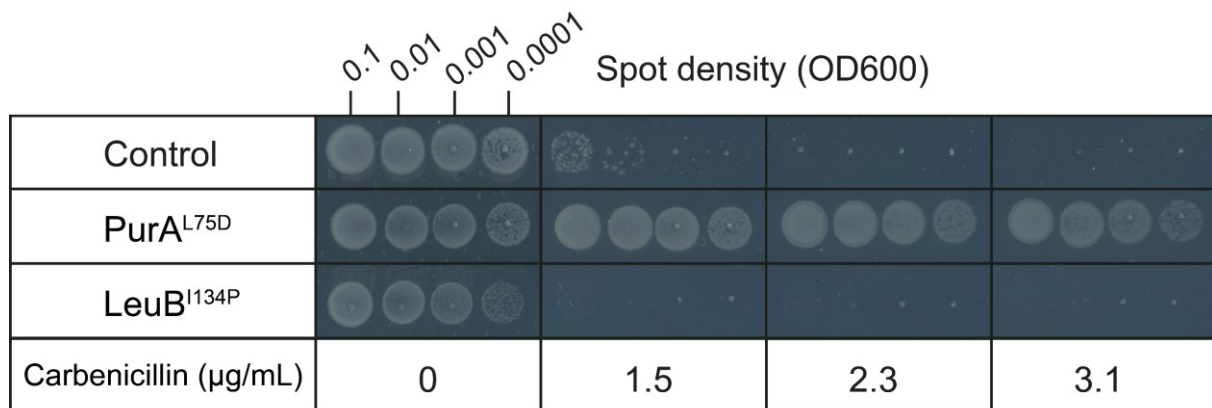 0.1 0.01 0.001 0.0001 Spot density (OD600)
Control
PurA^L75D
LeuB^I134P
Carbenicillin (µg/mL) 0 1.5 2.3 3.1